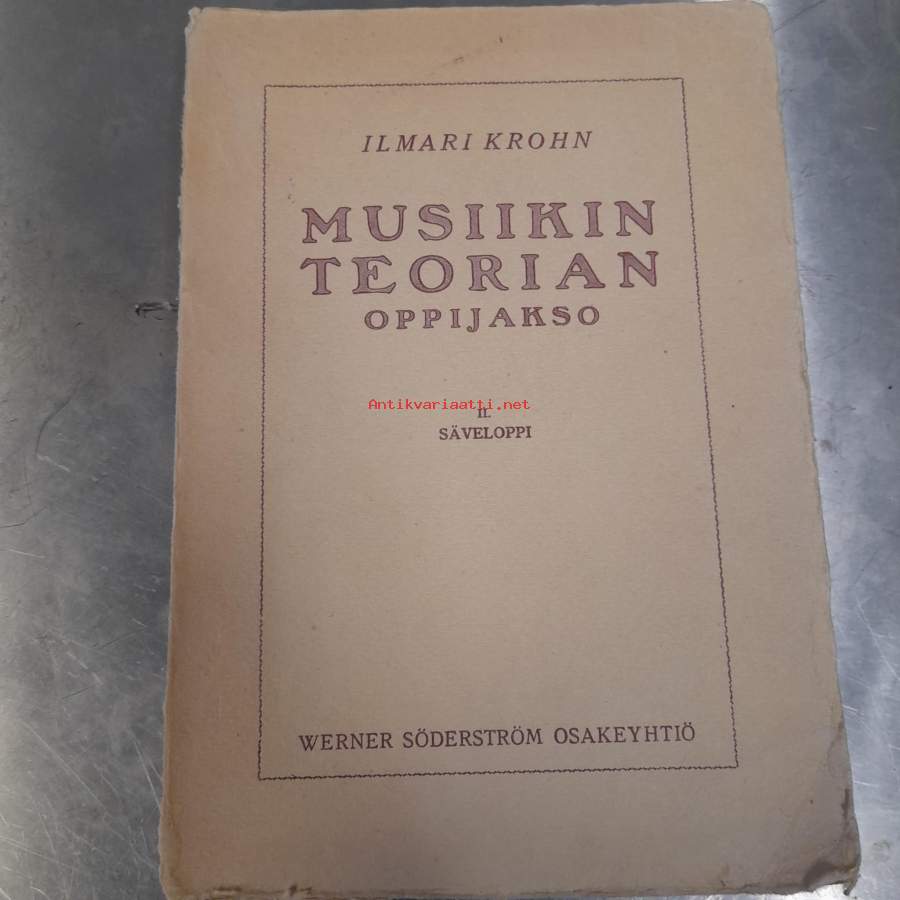 ILMARI KROHN
MUSIIKIN
TEORIAN
OPPIJAKSO
Antikvariaatti.net
II.
SÄVELOPPI
WERNER SÖDERSTRÖM OSAKEYHTIÖ